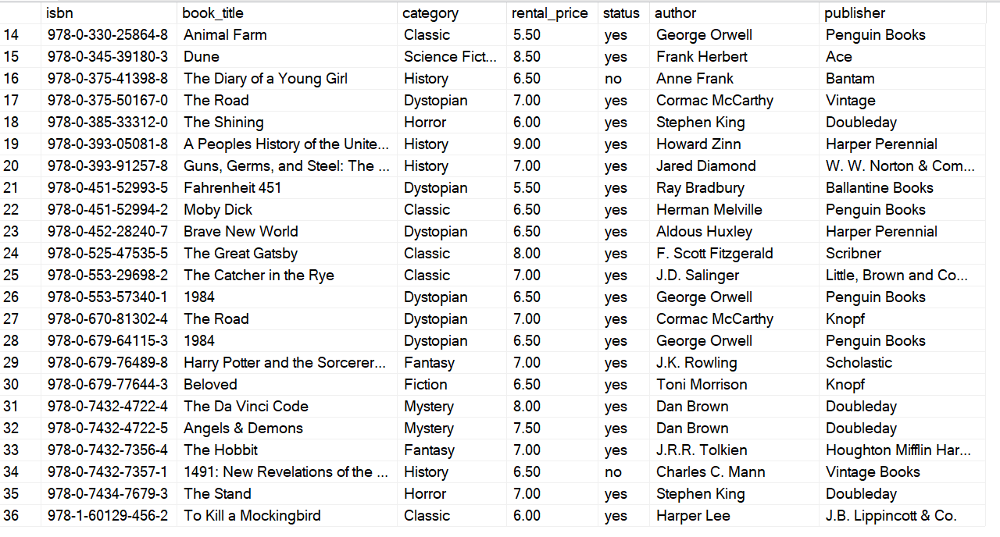 isbn book_title category rental_price status author publisher
14 978-0-330-25864-8 Animal Farm Classic 5.50 yes George Orwell Penguin Books
15 978-0-345-39180-3 Dune Science Fict... 8.50 yes Frank Herbert Ace
16 978-0-375-41398-8 The Diary of a Young Girl History 6.50 no Anne Frank Bantam
17 978-0-375-50167-0 The Road Dystopian 7.00 yes Cormac McCarthy Vintage
18 978-0-385-33312-0 The Shining Horror 6.00 yes Stephen King Doubleday
19 978-0-393-05081-8 A Peoples History of the Unite... History 9.00 yes Howard Zinn Harper Perennial
20 978-0-393-91257-8 Guns, Germs, and Steel: The ... History 7.00 yes Jared Diamond W. W. Norton & Com...
21 978-0-451-52993-5 Fahrenheit 451 Dystopian 5.50 yes Ray Bradbury Ballantine Books
22 978-0-451-52994-2 Moby Dick Classic 6.50 yes Herman Melville Penguin Books
23 978-0-452-28240-7 Brave New World Dystopian 6.50 yes Aldous Huxley Harper Perennial
24 978-0-525-47535-5 The Great Gatsby Classic 8.00 yes F. Scott Fitzgerald Scribner
25 978-0-553-29698-2 The Catcher in the Rye Classic 7.00 yes J.D. Salinger Little, Brown and Co...
26 978-0-553-57340-1 1984 Dystopian 6.50 yes George Orwell Penguin Books
27 978-0-670-81302-4 The Road Dystopian 7.00 yes Cormac McCarthy Knopf
28 978-0-679-64115-3 1984 Dystopian 6.50 yes George Orwell Penguin Books
29 978-0-679-76489-8 Harry Potter and the Sorcerer... Fantasy 7.00 yes J.K. Rowling Scholastic
30 978-0-679-77644-3 Beloved Fiction 6.50 yes Toni Morrison Knopf
31 978-0-7432-4722-4 The Da Vinci Code Mystery 8.00 yes Dan Brown Doubleday
32 978-0-7432-4722-5 Angels & Demons Mystery 7.50 yes Dan Brown Doubleday
33 978-0-7432-7356-4 The Hobbit Fantasy 7.00 yes J.R.R. Tolkien Houghton Mifflin Har...
34 978-0-7432-7357-1 1491: New Revelations of the ... History 6.50 no Charles C. Mann Vintage Books
35 978-0-7434-7679-3 The Stand Horror 7.00 yes Stephen King Doubleday
36 978-1-60129-456-2 To Kill a Mockingbird Classic 6.00 yes Harper Lee J.B. Lippincott & Co.